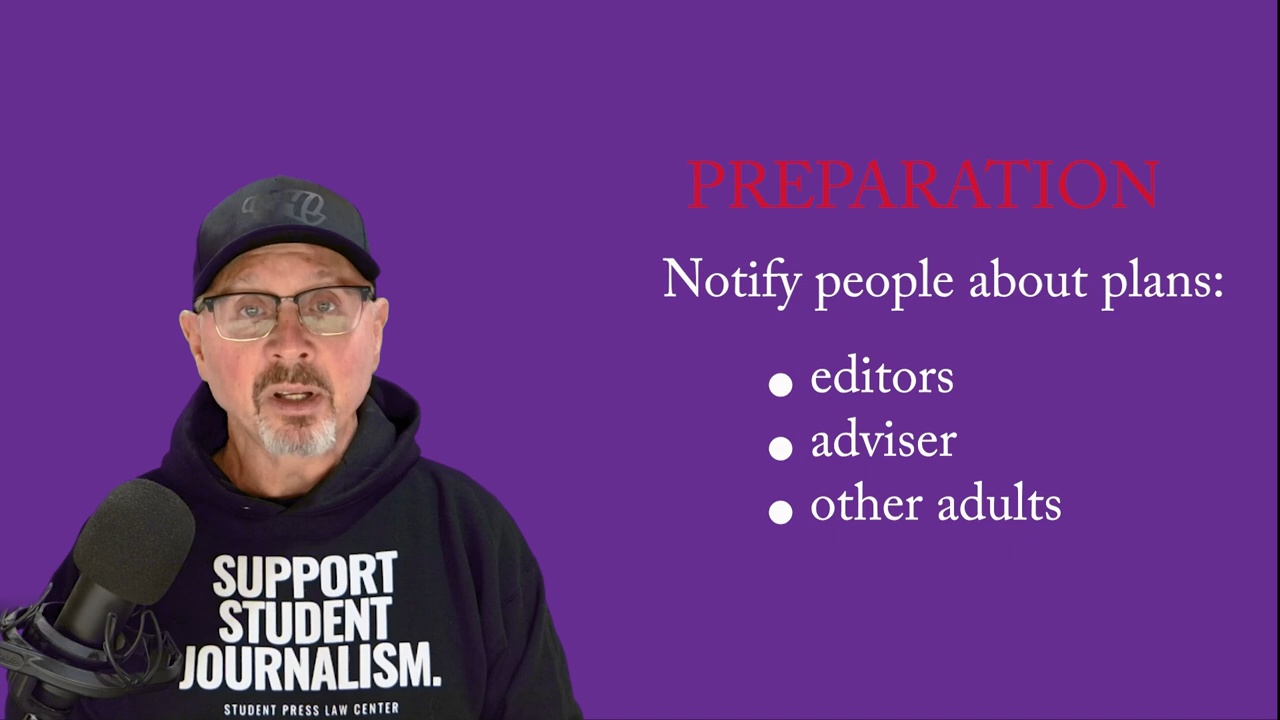 PREPARATION
Notify people about plans:
● editors
● adviser
● other adults
SUPPORT
STUDENT
JOURNALISM.
STUDENT PRESS LAW CENTER